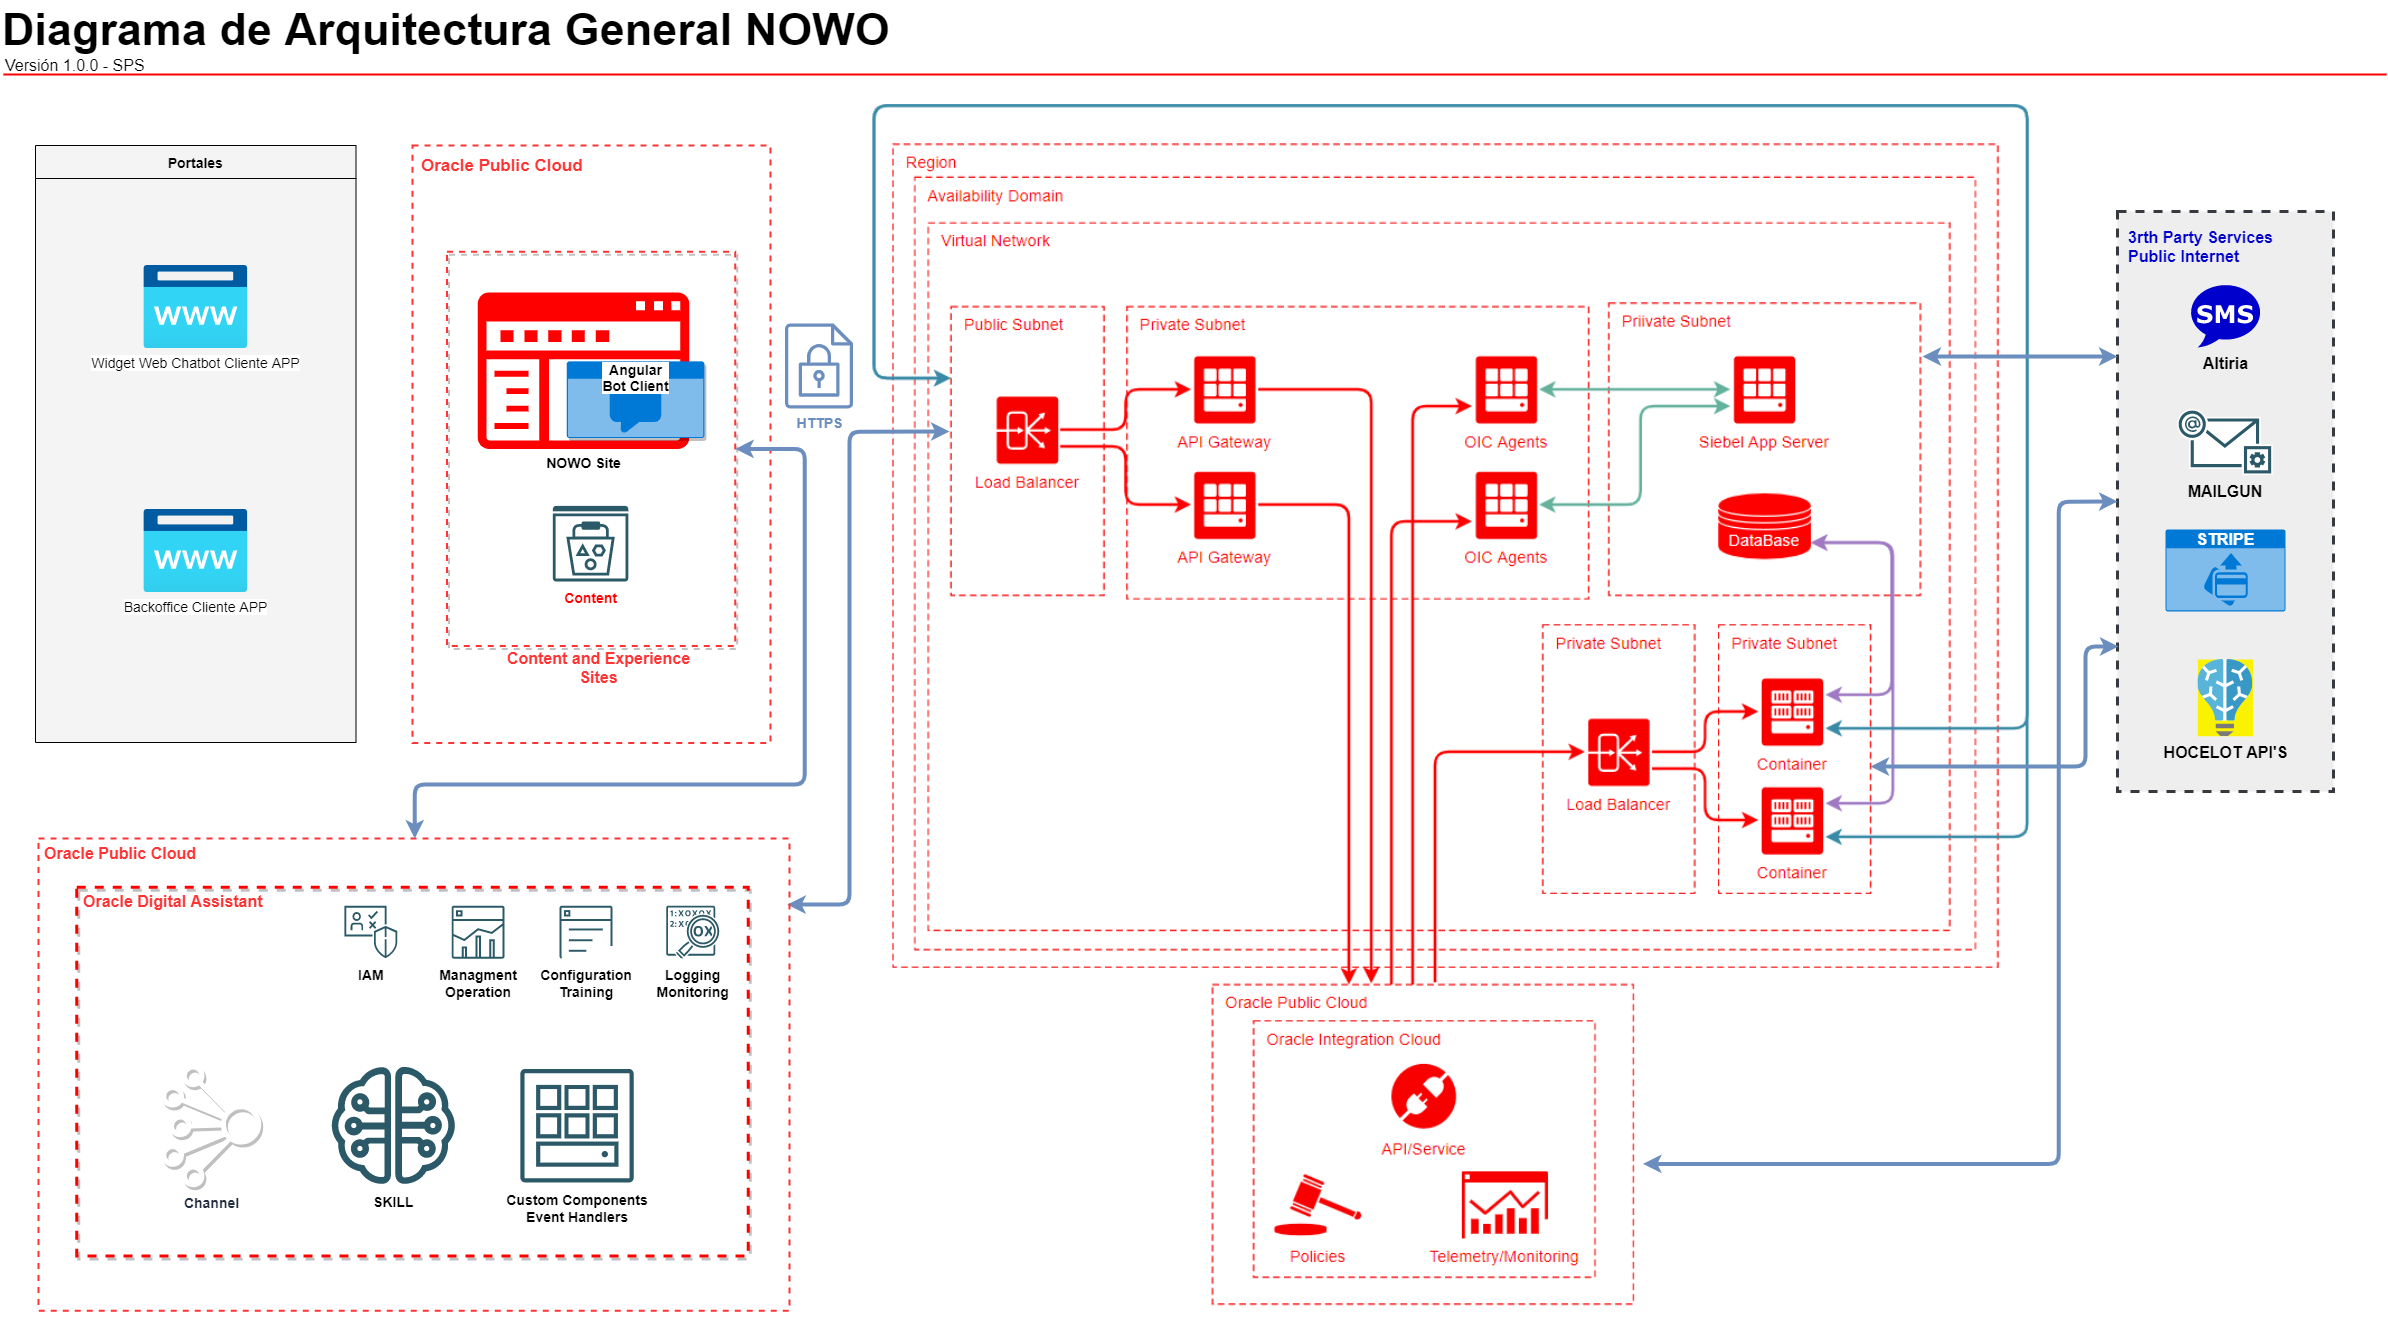 Diagrama de Arquitectura General NOWO
Versión 1.0.0 - SPS
Portales
WWW
Widget Web Chatbot Cliente APP
WWW
Backoffice Cliente APP
Oracle Public Cloud
Angular
Bot Client
NOWO Site
Content
Content and Experience
Sites
HTTPS
Region
Availability Domain
Virtual Network
Public Subnet
Load Balancer
Private Subnet
API Gateway
API Gateway
OIC Agents
OIC Agents
Priivate Subnet
Siebel App Server
DataBase
Private Subnet
Load Balancer
Private Subnet
Container
Container
3rth Party Services
Public Internet
SMS
Altiria
@
MAILGUN
STRIPE
HOCELOT API'S
Oracle Public Cloud
Oracle Digital Assistant
IAM
Managment
Operation
Configuration
Training
Logging
Monitoring
Channel
SKILL
Custom Components
Event Handlers
Oracle Public Cloud
Oracle Integration Cloud
API/Service
Policies
Telemetry/Monitoring